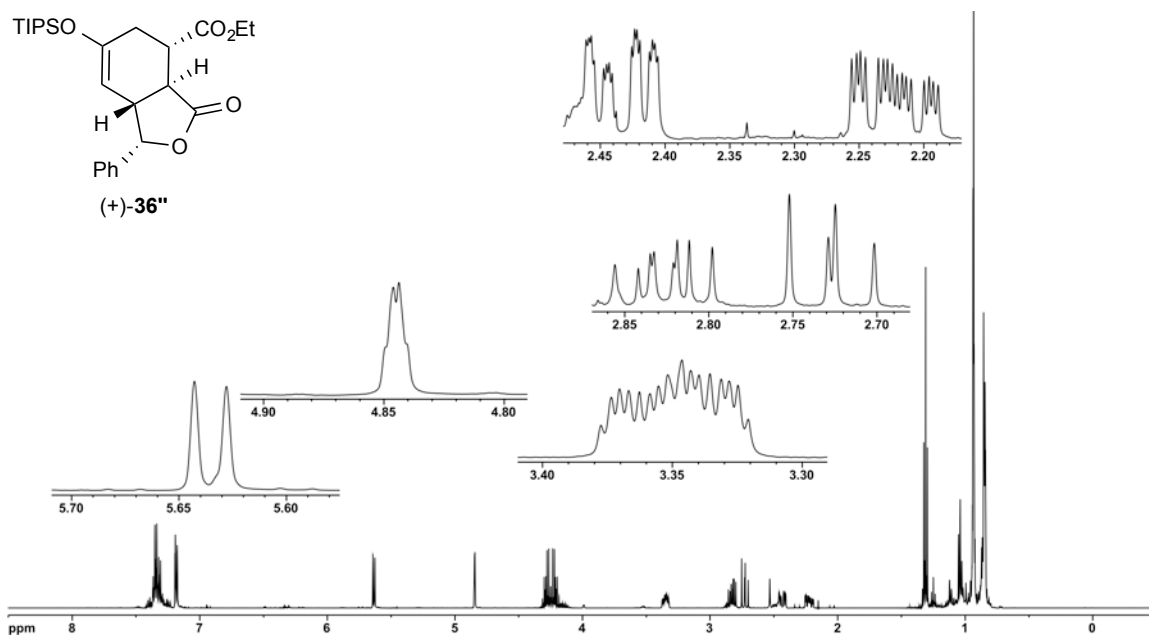 TIPSO
CO2Et
H
O
H
O
Ph
(+)-36"
2.45 2.40 2.35 2.30 2.25 2.20
2.85 2.80 2.75 2.70
4.90 4.85 4.80
3.40 3.35 3.30
5.70 5.65 5.60
ppm 8 7 6 5 4 3 2 1 0